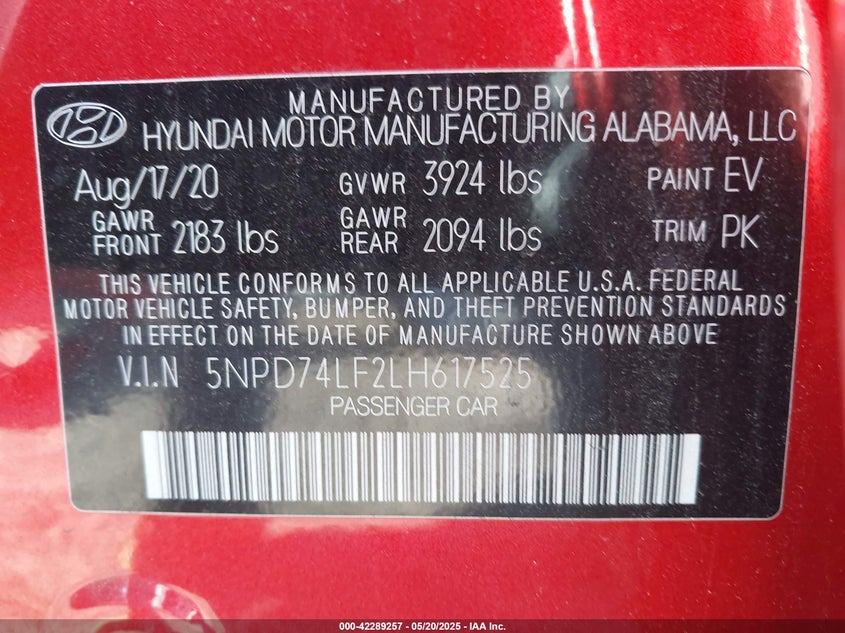 MANUFACTURED BY
HYUNDAI MOTOR MANUFACTURING ALABAMA, LLC
Aug/17/20 GVWR 3924 lbs PAINT EV
GAWR FRONT 2183 lbs GAWR REAR 2094 lbs TRIM PK
THIS VEHICLE CONFORMS TO ALL APPLICABLE U.S.A. FEDERAL
MOTOR VEHICLE SAFETY, BUMPER, AND THEFT PREVENTION STANDARDS
IN EFFECT ON THE DATE OF MANUFACTURE SHOWN ABOVE.
V.I.N 5NPD74LF2LH617525
PASSENGER CAR
000-42289257 - 05/20/2025 - IAA Inc.